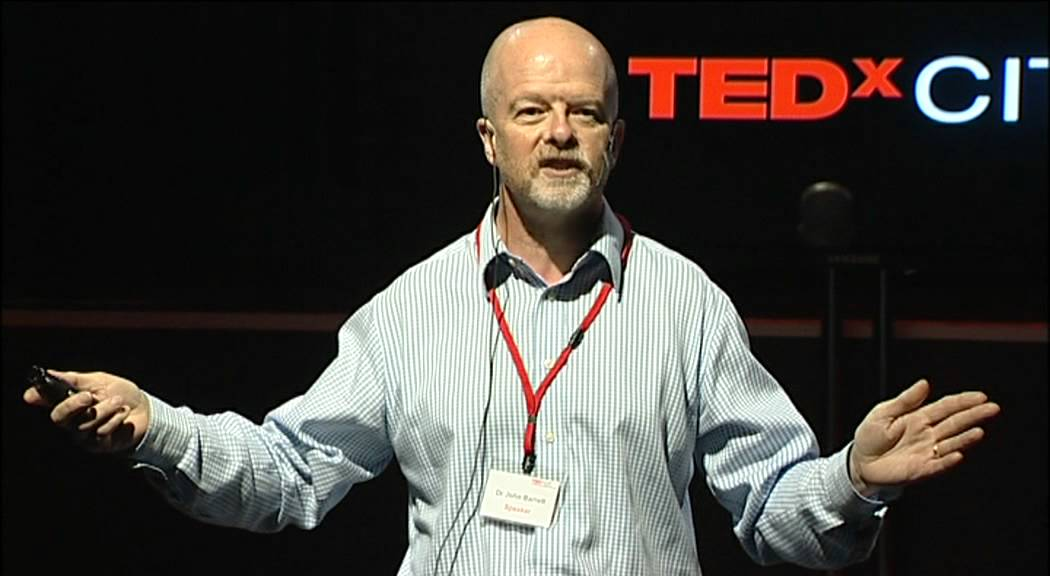 TEDxCIT
Dr John Barrett
Speaker